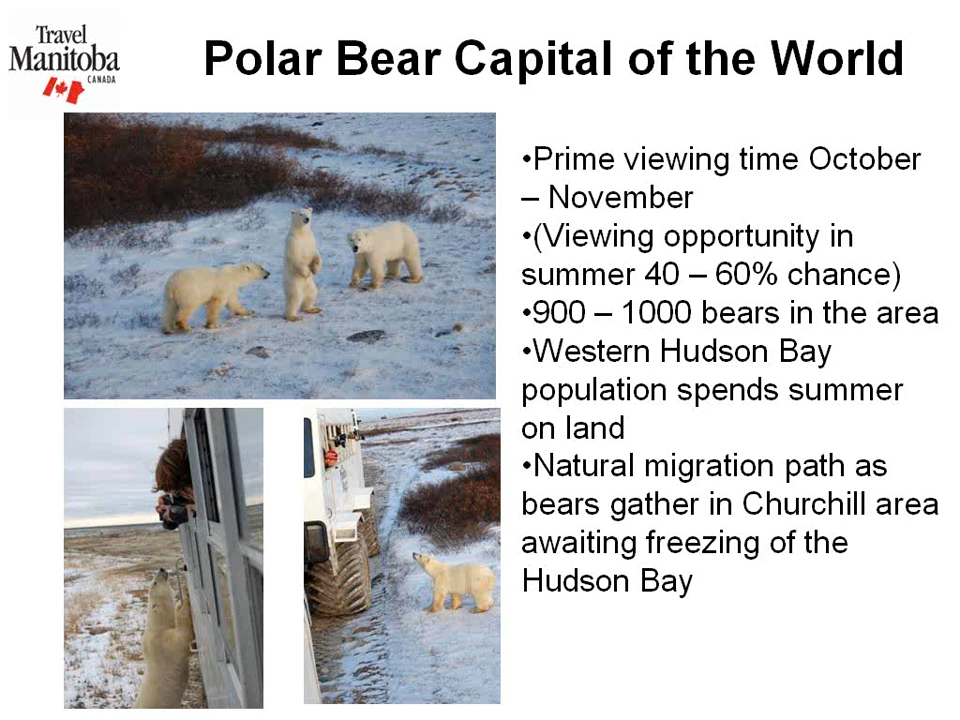 Travel
Manitoba
CANADA
Polar Bear Capital of the World
•Prime viewing time October
– November
•(Viewing opportunity in
summer 40 – 60% chance)
•900 – 1000 bears in the area
•Western Hudson Bay
population spends summer
on land
•Natural migration path as
bears gather in Churchill area
awaiting freezing of the
Hudson Bay